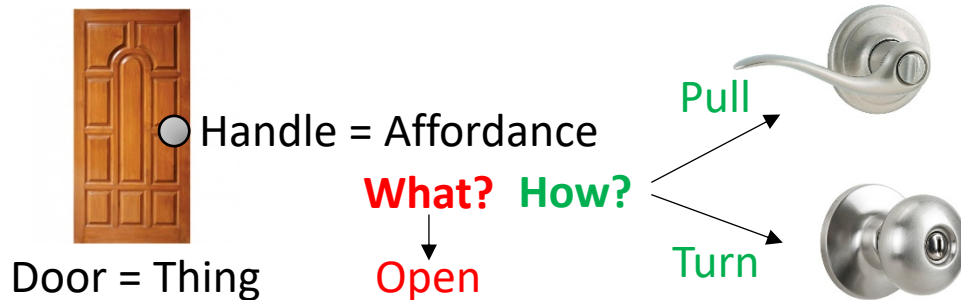 Pull
Handle = Affordance
What? How?
Door = Thing
Open
Turn